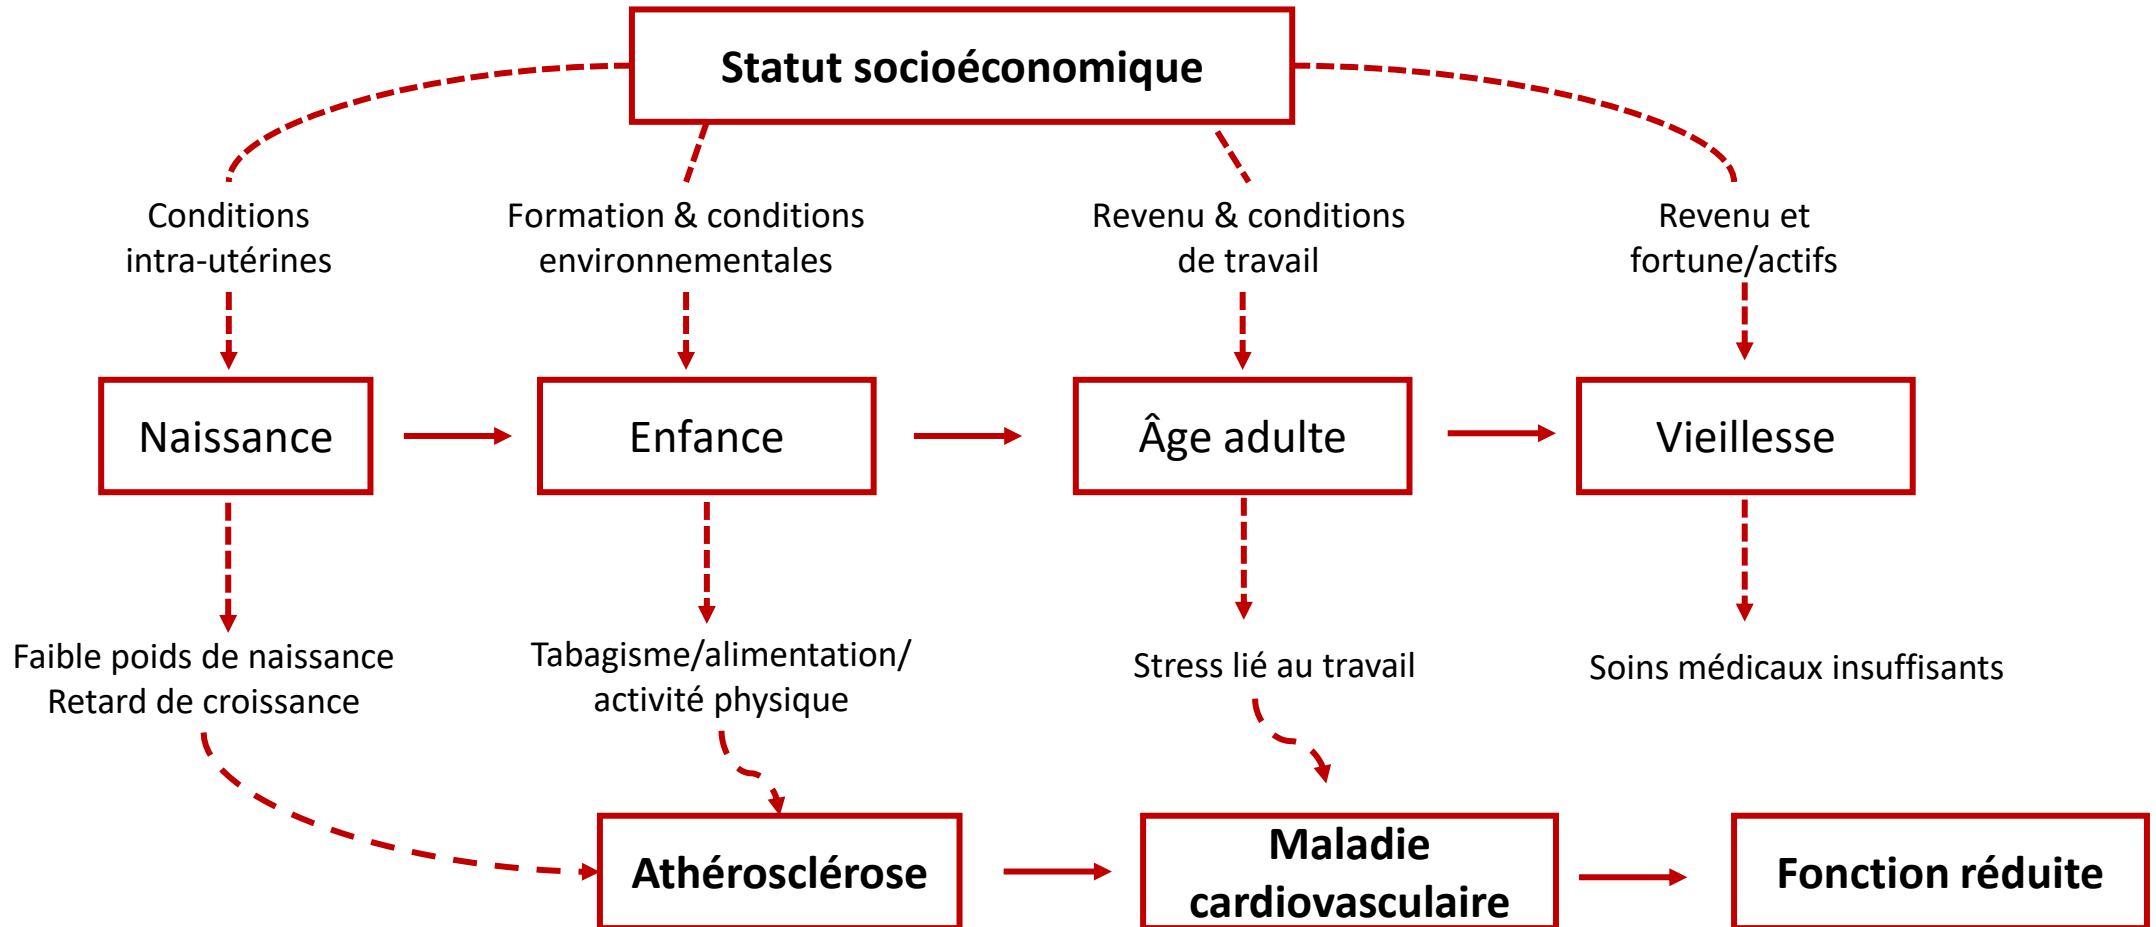 Statut socioéconomique
Conditions
intra-utérines
Formation & conditions
environnementales
Revenu & conditions
de travail
Revenu et
fortune/actifs
Naissance
Enfance
Âge adulte
Vieillesse
Faible poids de naissance
Retard de croissance
Tabagisme/alimentation/
activité physique
Stress lié au travail
Soins médicaux insuffisants
Athérosclérose
Maladie
cardiovasculaire
Fonction réduite